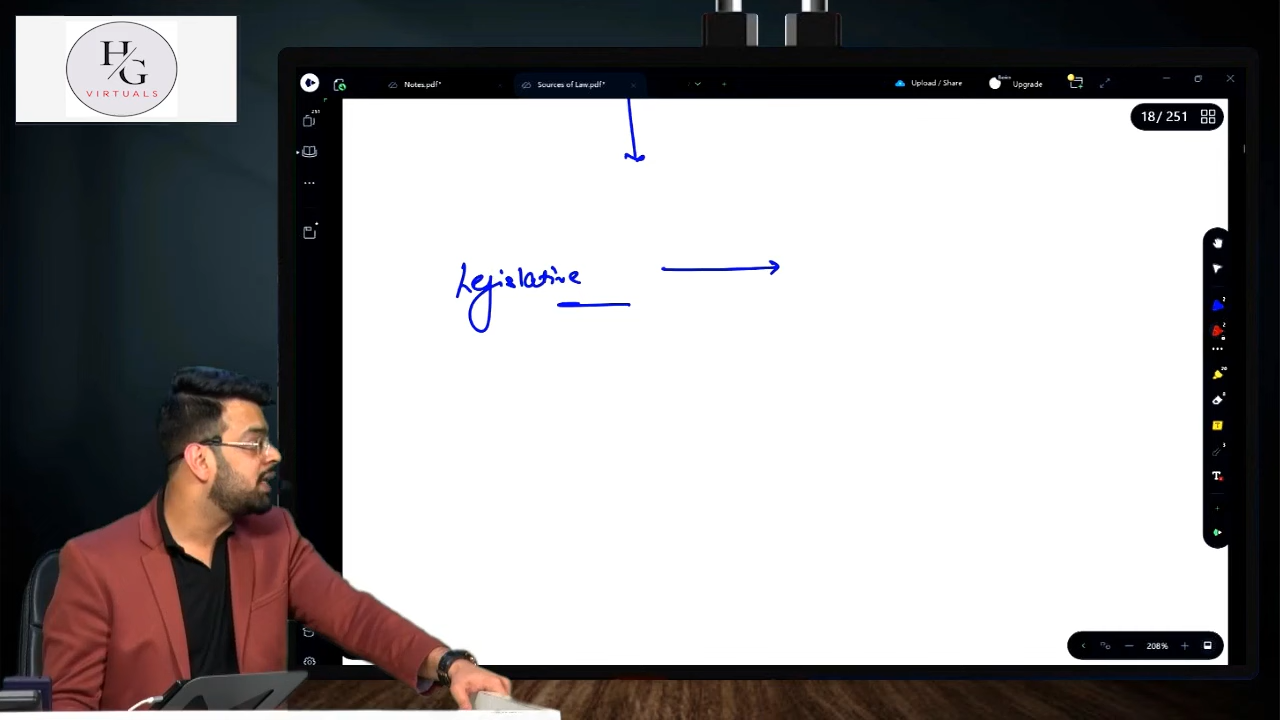 H/G
VIRTUALS
Notes.pdf*
Sources of Law.pdf*
Upload / Share
Upgrade
18 / 251
Legislative
208%